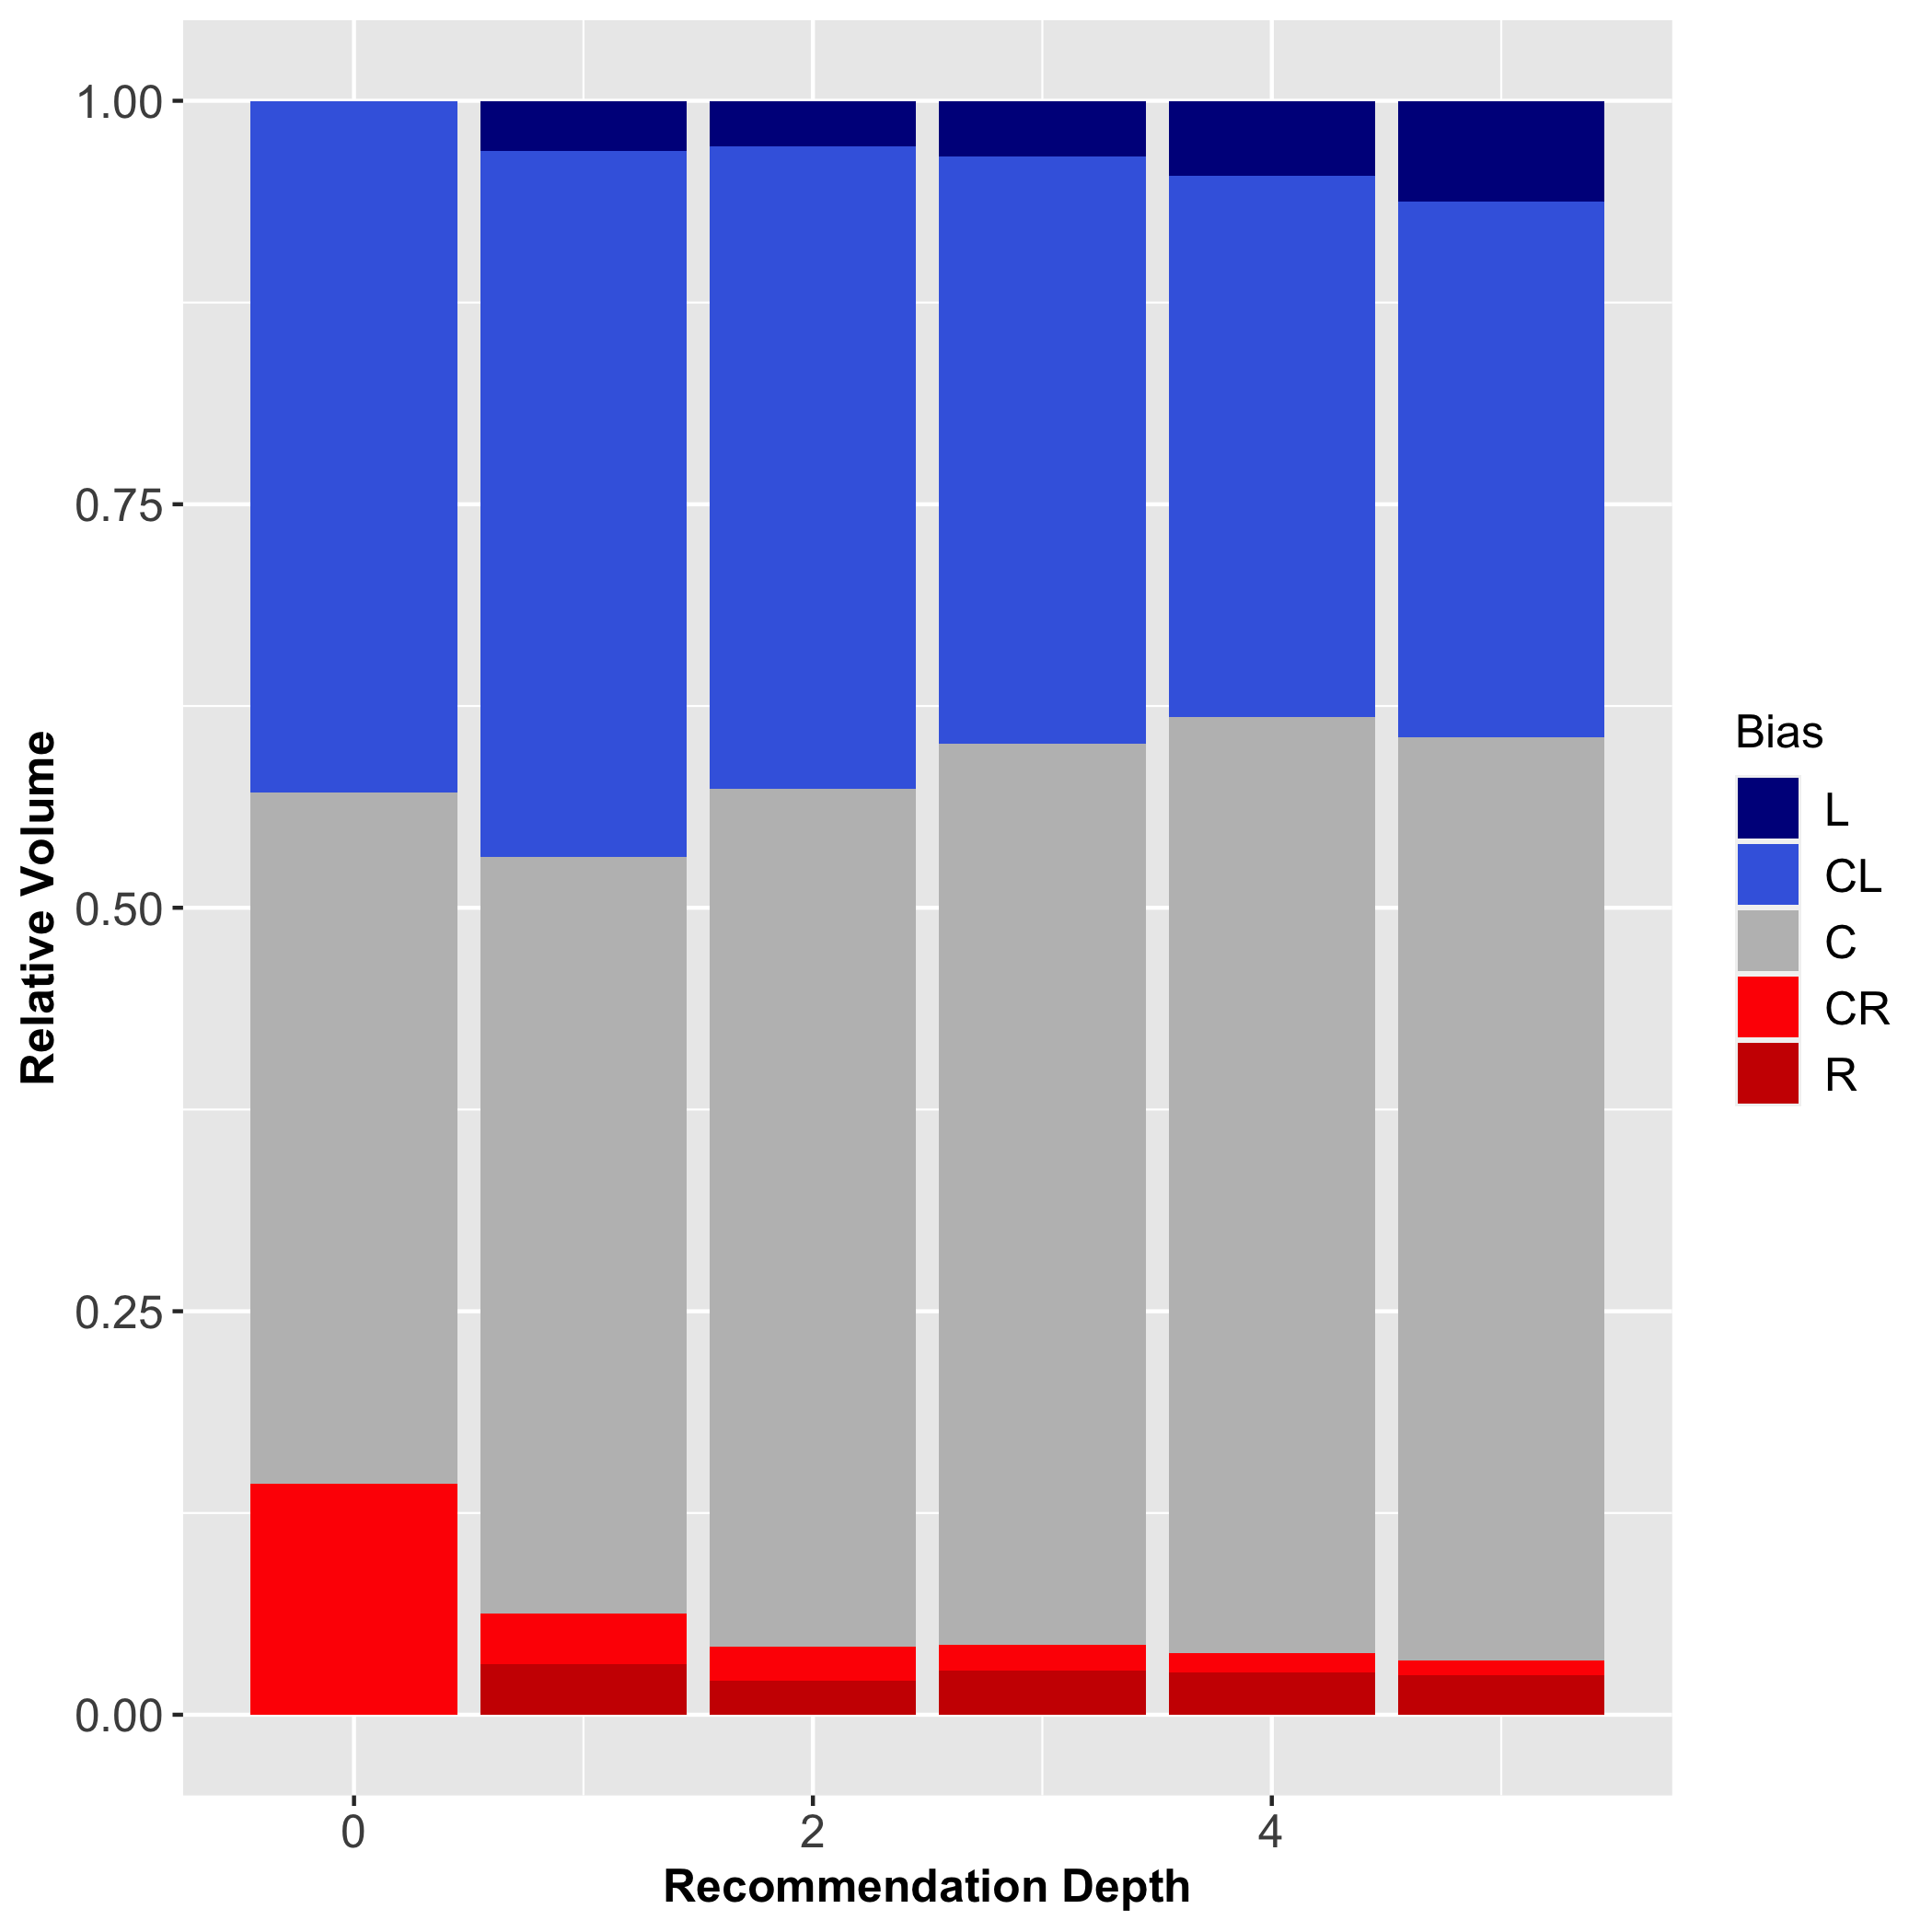 1.00
0.75
0.50
0.25
0.00
Relative Volume
0
2
4
Recommendation Depth
Bias
L
CL
C
CR
R